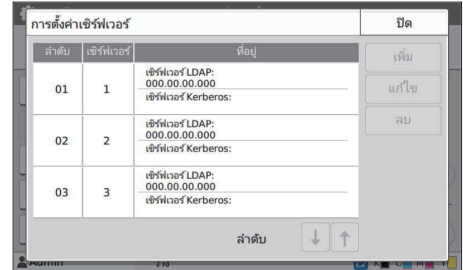 การตั้งค่าเซิร์ฟเวอร์
ปิด
ลำดับ เซิร์ฟเวอร์ ที่อยู่
เพิ่ม
แก้ไข
ลบ
01 1 เซิร์ฟเวอร์ LDAP:
000.00.00.000
เซิร์ฟเวอร์ Kerberos:
02 2 เซิร์ฟเวอร์ LDAP:
000.00.00.000
เซิร์ฟเวอร์ Kerberos:
03 3 เซิร์ฟเวอร์ LDAP:
000.00.00.000
เซิร์ฟเวอร์ Kerberos:
ลำดับ ↓ ↑
Admin ว่าง K C M Y